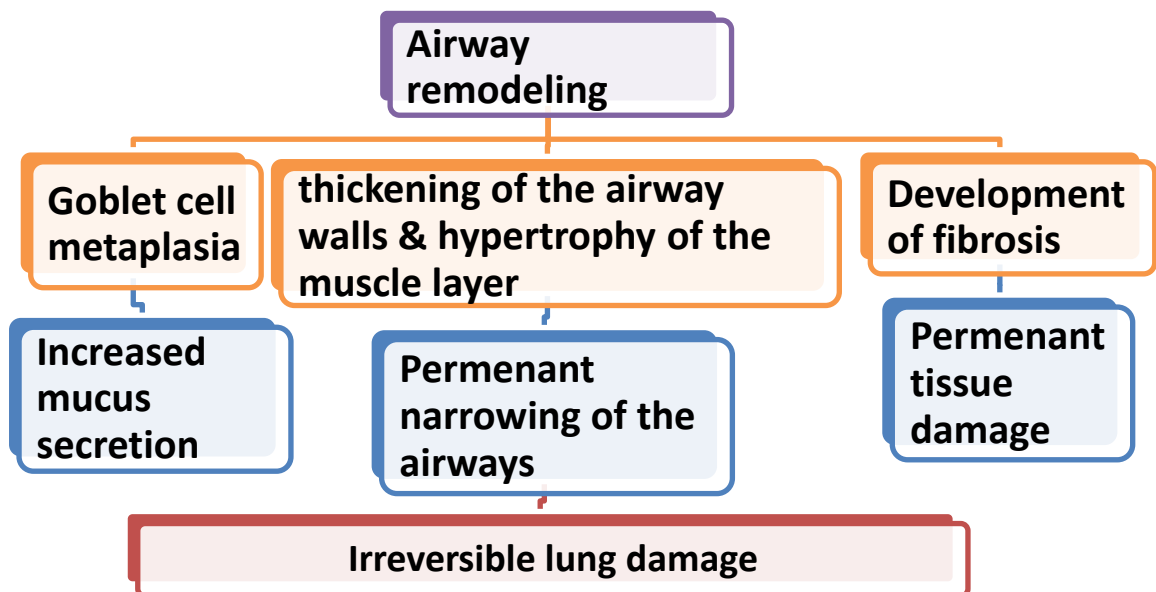 Airway
remodeling
Goblet cell
metaplasia
thickening of the airway
walls & hypertrophy of the
muscle layer
Development
of fibrosis
Increased
mucus
secretion
Permenant
narrowing of the
airways
Permenant
tissue
damage
Irreversible lung damage